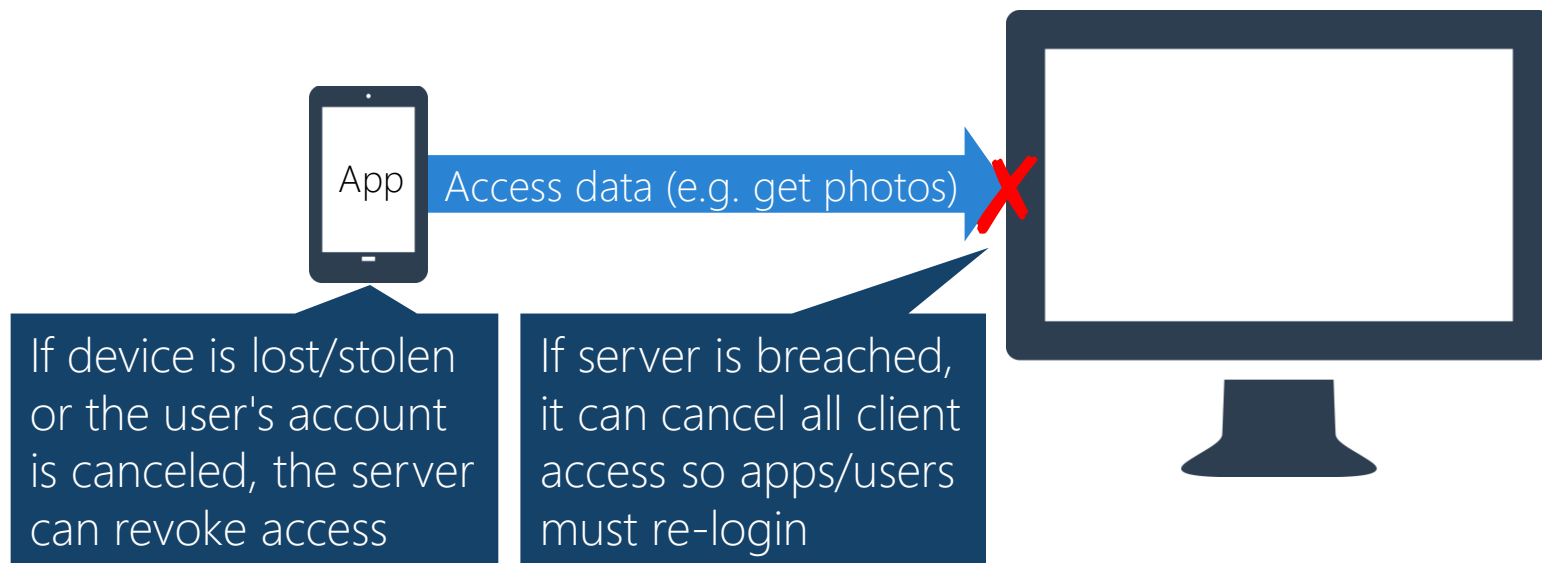 App
Access data (e.g. get photos)
If device is lost/stolen
or the user's account
is canceled, the server
can revoke access
If server is breached,
it can cancel all client
access so apps/users
must re-login